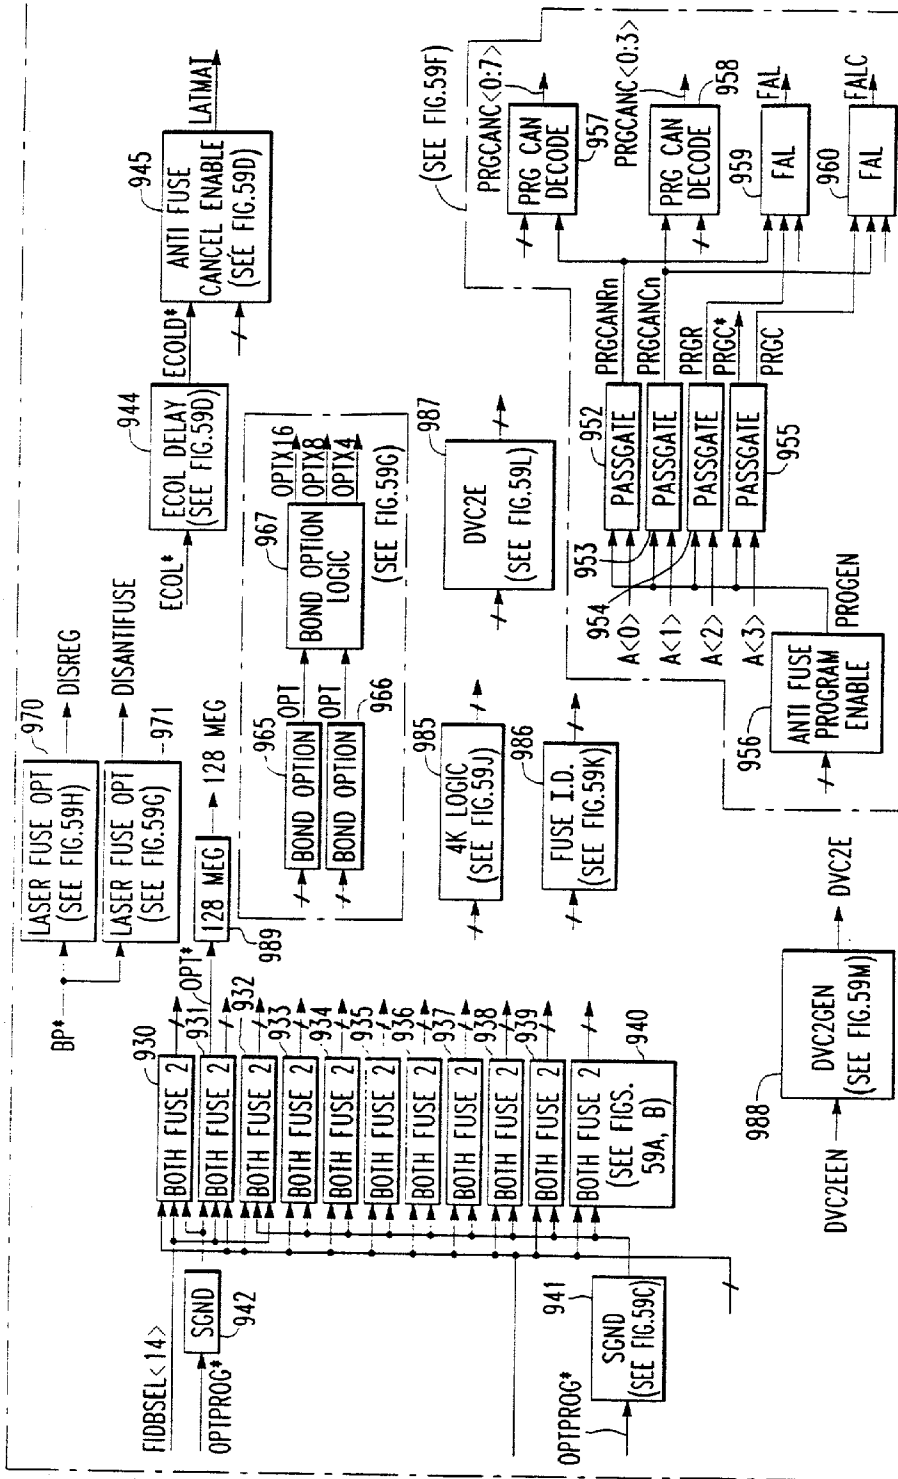 FIDBSEL<14>
OPTPROG*
SGND
942
OPTPROG*
941
SGND
(SEE FIG.59C)
BOTH FUSE 2
930
BOTH FUSE 2
931
BOTH FUSE 2
932
BOTH FUSE 2
933
BOTH FUSE 2
934
BOTH FUSE 2
935
BOTH FUSE 2
936
BOTH FUSE 2
937
BOTH FUSE 2
938
BOTH FUSE 2
939
BOTH FUSE 2
(SEE FIGS.
59A, B)
940
OPT*
128 MEG
989
128 MEG
BP*
LASER FUSE OPT
(SEE FIG.59H)
970
DISREG
LASER FUSE OPT
(SEE FIG.59G)
971
DISANTIFUSE
ECOL*
944
ECOL DELAY
(SEE FIG.59D)
ECOLD*
945
ANTI FUSE
CANCEL ENABLE
(SEE FIG.59D)
LATMAT
965
BOND OPTION
OPT
BOND OPTION
OPT
966
967
BOND OPTION
LOGIC
OPTX16
OPTX8
OPTX4
(SEE FIG.59G)
985
4K LOGIC
(SEE FIG.59J)
986
FUSE I.D.
(SEE FIG.59K)
987
DVC2E
(SEE FIG.59L)
DVC2EEN
988
DVC2GEN
(SEE FIG.59M)
DVC2E
956
ANTI FUSE
PROGRAM
ENABLE
PROGEN
A<0>
A<1>
A<2>
A<3>
952
PASSGATE
PRGCANRn
953
PASSGATE
PRGCANCn
954
PASSGATE
PRGR
PRGC*
PASSGATE
955
PRGC
(SEE FIG.59F)
PRGCANC<0:7>
PRG CAN
DECODE
957
PRGCANC<0:3>
PRG CAN
DECODE
958
959
FAL
FAL
960
FAL
FALC